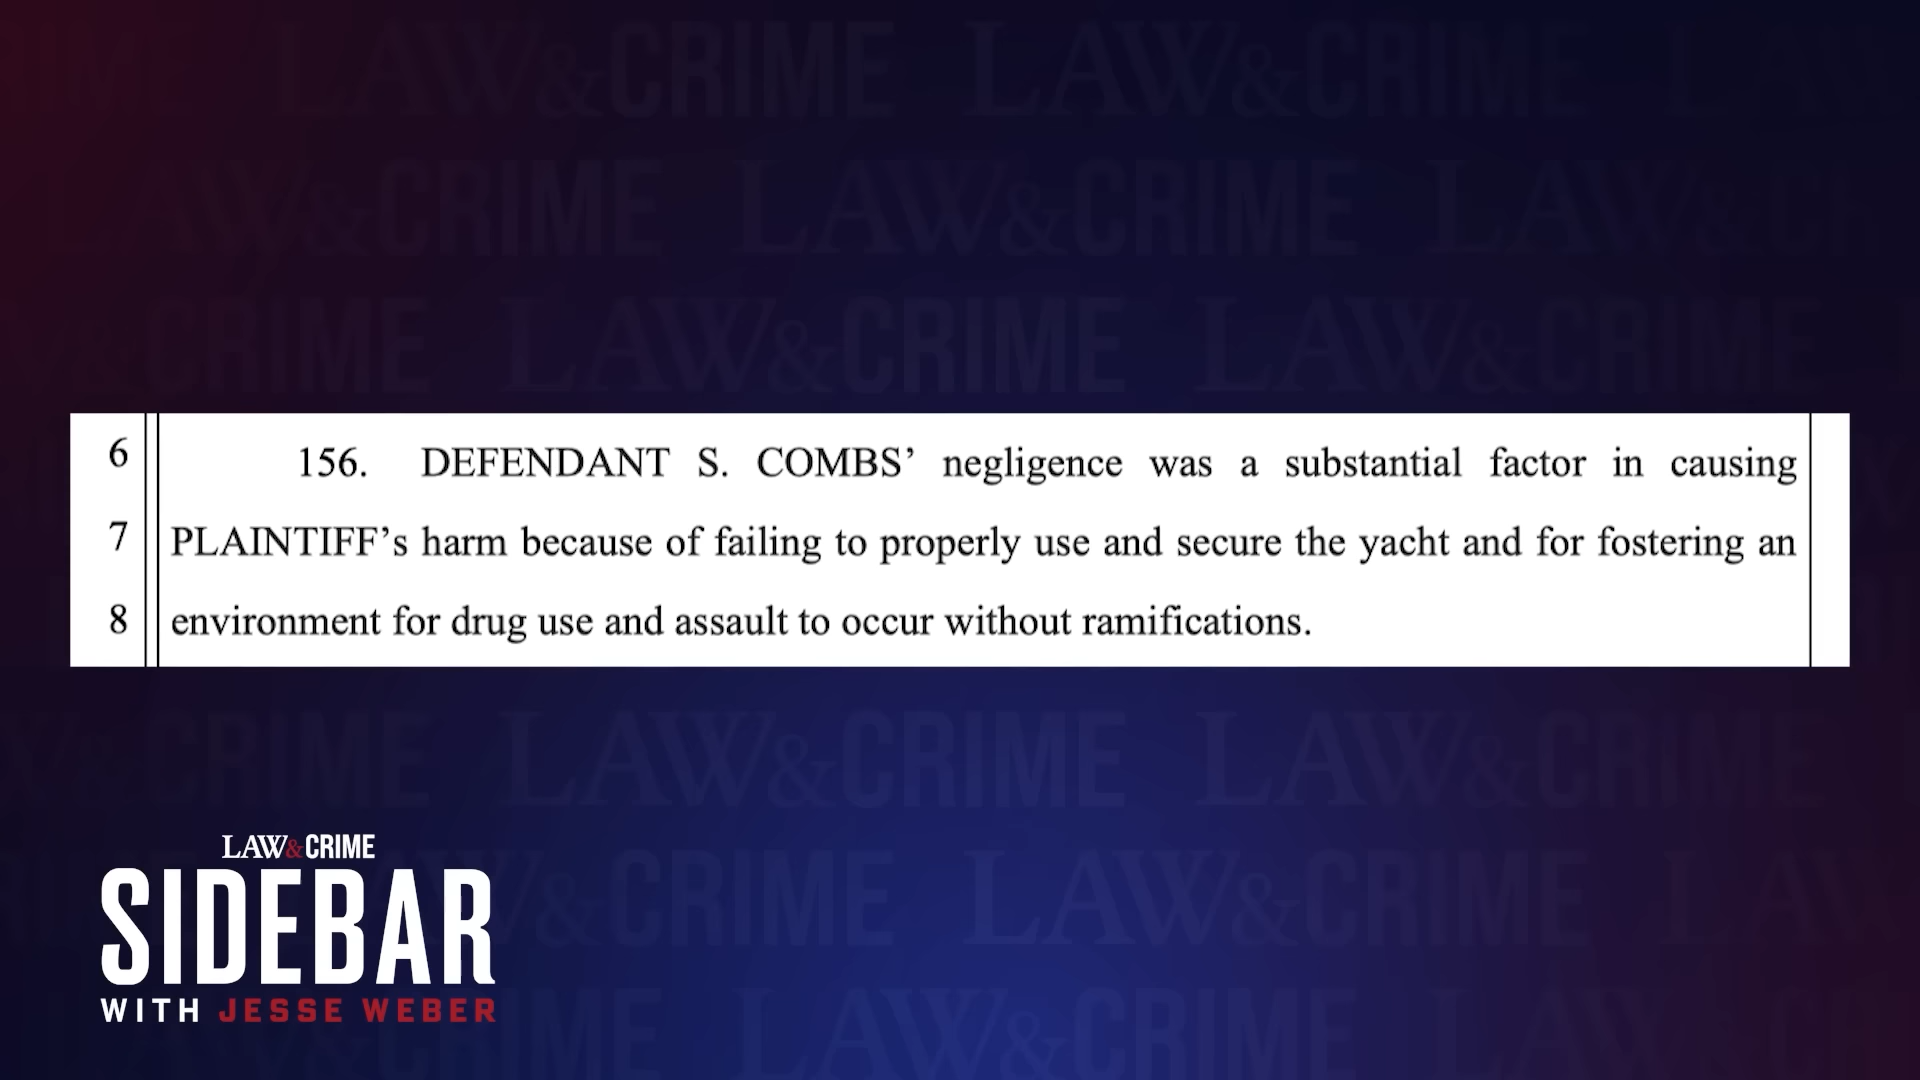 6 156. DEFENDANT S. COMBS’ negligence was a substantial factor in causing
7 PLAINTIFF’s harm because of failing to properly use and secure the yacht and for fostering an
8 environment for drug use and assault to occur without ramifications.
LAW&CRIME
SIDEBAR
WITH JESSE WEBER